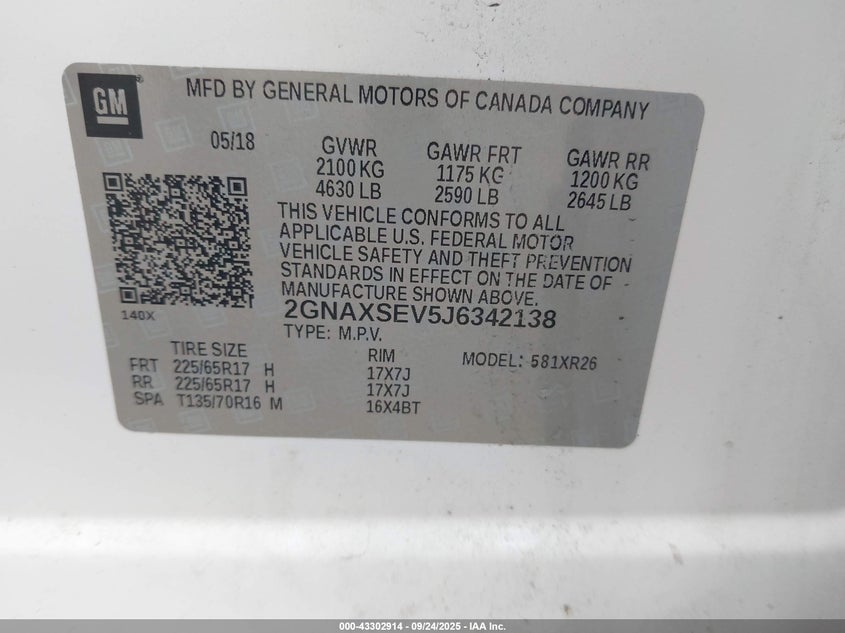 GM
MFD BY GENERAL MOTORS OF CANADA COMPANY
05/18
GVWR GAWR FRT GAWR RR
2100 KG 1175 KG 1200 KG
4630 LB 2590 LB 2645 LB
THIS VEHICLE CONFORMS TO ALL
APPLICABLE U.S. FEDERAL MOTOR
VEHICLE SAFETY AND THEFT PREVENTION
STANDARDS IN EFFECT ON THE DATE OF
MANUFACTURE SHOWN ABOVE.
140X
2GNAXSEV5J6342138
TYPE: M.P.V.
TIRE SIZE RIM MODEL: 581XR26
FRT 225/65R17 H 17X7J
RR 225/65R17 H 17X7J
SPA T135/70R16 M 16X4BT
000-43302914 - 09/24/2025 - IAA Inc.